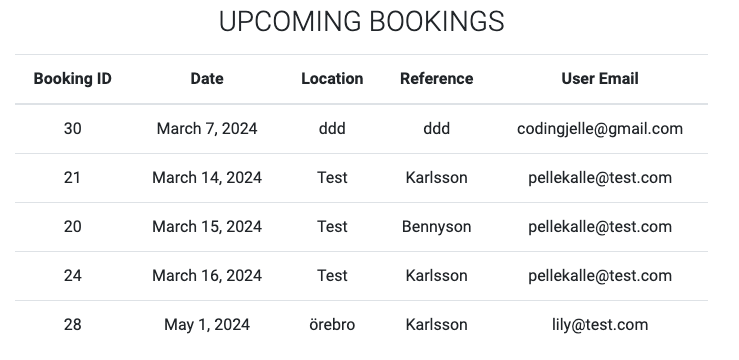 UPCOMING BOOKINGS
Booking ID Date Location Reference User Email
30 March 7, 2024 ddd ddd codingjelle@gmail.com
21 March 14, 2024 Test Karlsson pellekalle@test.com
20 March 15, 2024 Test Bennyson pellekalle@test.com
24 March 16, 2024 Test Karlsson pellekalle@test.com
28 May 1, 2024 örebro Karlsson lily@test.com